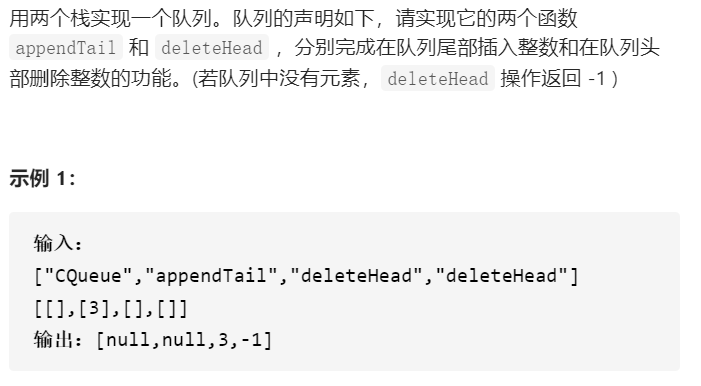 用两个栈实现一个队列。队列的声明如下，请实现它的两个函数
appendTail 和 deleteHead ，分别完成在队列尾部插入整数和在队列头
部删除整数的功能。(若队列中没有元素，deleteHead 操作返回 -1 )
示例 1：
输入：
["CQueue","appendTail","deleteHead","deleteHead"]
[[],[3],[],[]]
输出：[null,null,3,-1]